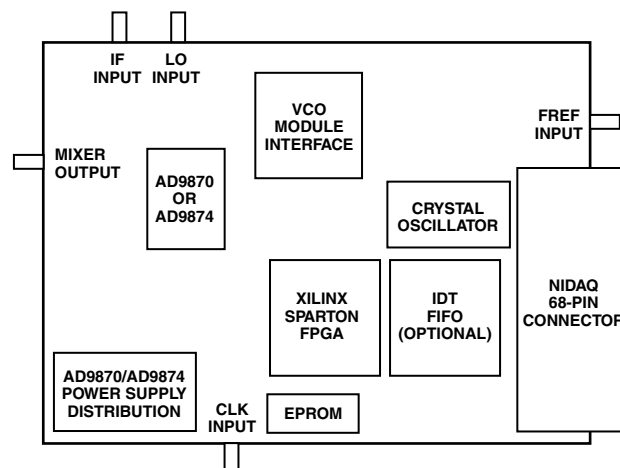 IF
INPUT
LO
INPUT
VCO
MODULE
INTERFACE
FREF
INPUT
MIXER
OUTPUT
AD9870
OR
AD9874
CRYSTAL
OSCILLATOR
XILINX
SPARTON
FPGA
IDT
FIFO
(OPTIONAL)
NIDAQ
68-PIN
CONNECTOR
AD9870/AD9874
POWER SUPPLY
DISTRIBUTION
CLK
INPUT
EPROM